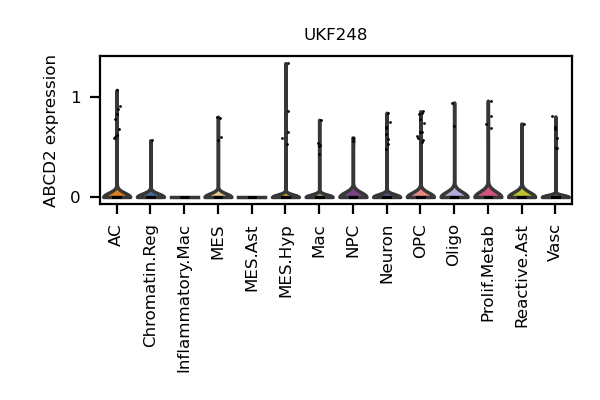 UKF248
ABCD2 expression
1
0
AC
Chromatin.Reg
Inflammatory.Mac
MES
MES.Ast
MES.Hyp
Mac
NPC
Neuron
OPC
Oligo
Prolif.Metab
Reactive.Ast
Vasc